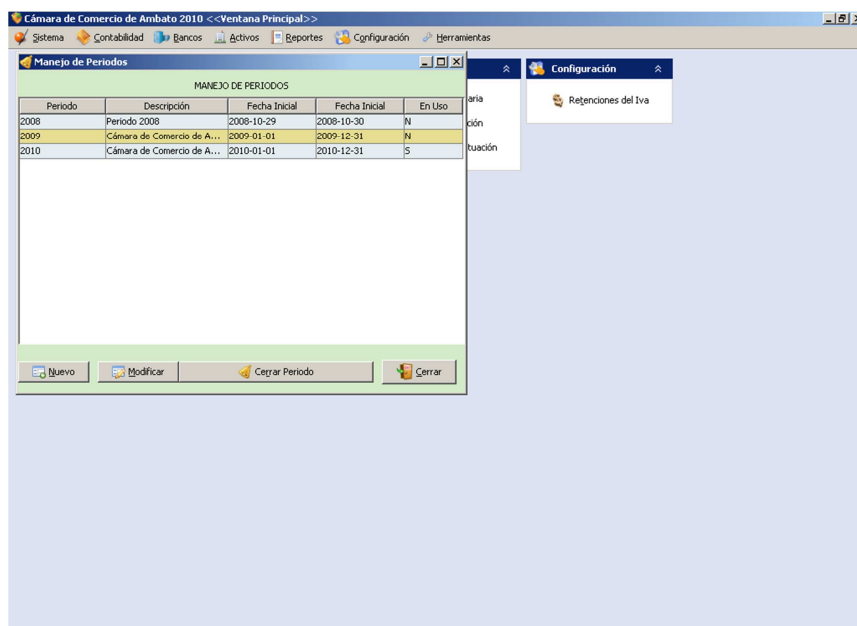 Cámara de Comercio de Ambato 2010 <<Ventana Principal>>
Sistema Contabilidad Bancos Activos Reportes Configuración Herramientas
Manejo de Periodos
MANEJO DE PERIODOS
Periodo Descripción Fecha Inicial Fecha Inicial En Uso
2008 Periodo 2008 2008-10-29 2008-10-30 N
2009 Cámara de Comercio de A... 2009-01-01 2009-12-31 N
2010 Cámara de Comercio de A... 2010-01-01 2010-12-31 S
Nuevo Modificar Cerrar Periodo Cerrar
aria
ción
tuación
Configuración
Retenciones del Iva